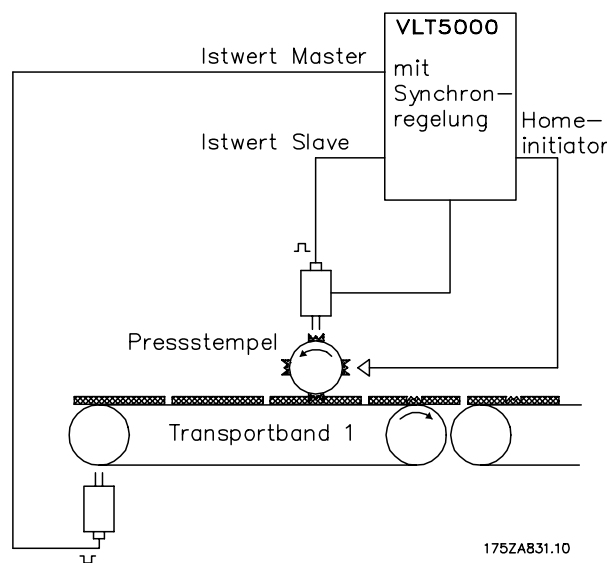 VLT5000
Istwert Master
mit
Synchron-
regelung
Home-
initiator
Istwert Slave
Pressstempel
Transportband 1
175ZA831.10